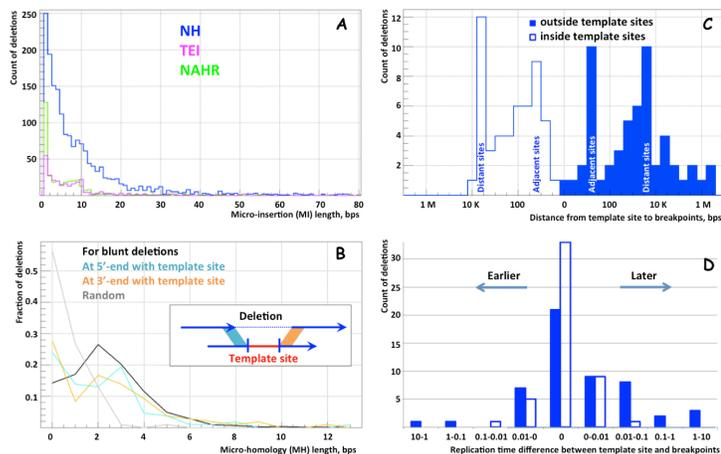 A
NH
TEI
NAHR
Count of deletions
250
200
150
100
50
0 10 20 30 40 50 60 70 80
Micro-insertion (MI) length, bps
C
outside template sites
inside template sites
Count of deletions
12
10
8
6
4
2
Distant sites
Adjacent sites
Adjacent sites
Distant sites
1 M 10 K 100 0 100 10 K 1 M
Distance from template site to breakpoints, bps
B
For blunt deletions
At 5'-end with template site
At 3'-end with template site
Random
Fraction of deletions
0.5
0.4
0.3
0.2
0.1
Deletion
Template site
0 2 4 6 8 10 12
Micro-homology (MH) length, bps
D
Earlier
Later
Count of deletions
30
25
20
15
10
5
10-1 1-0.1 0.1-0.01 0.01-0 0 0-0.01 0.01-0.1 0.1-1 1-10
Replication time difference between template site and breakpoints